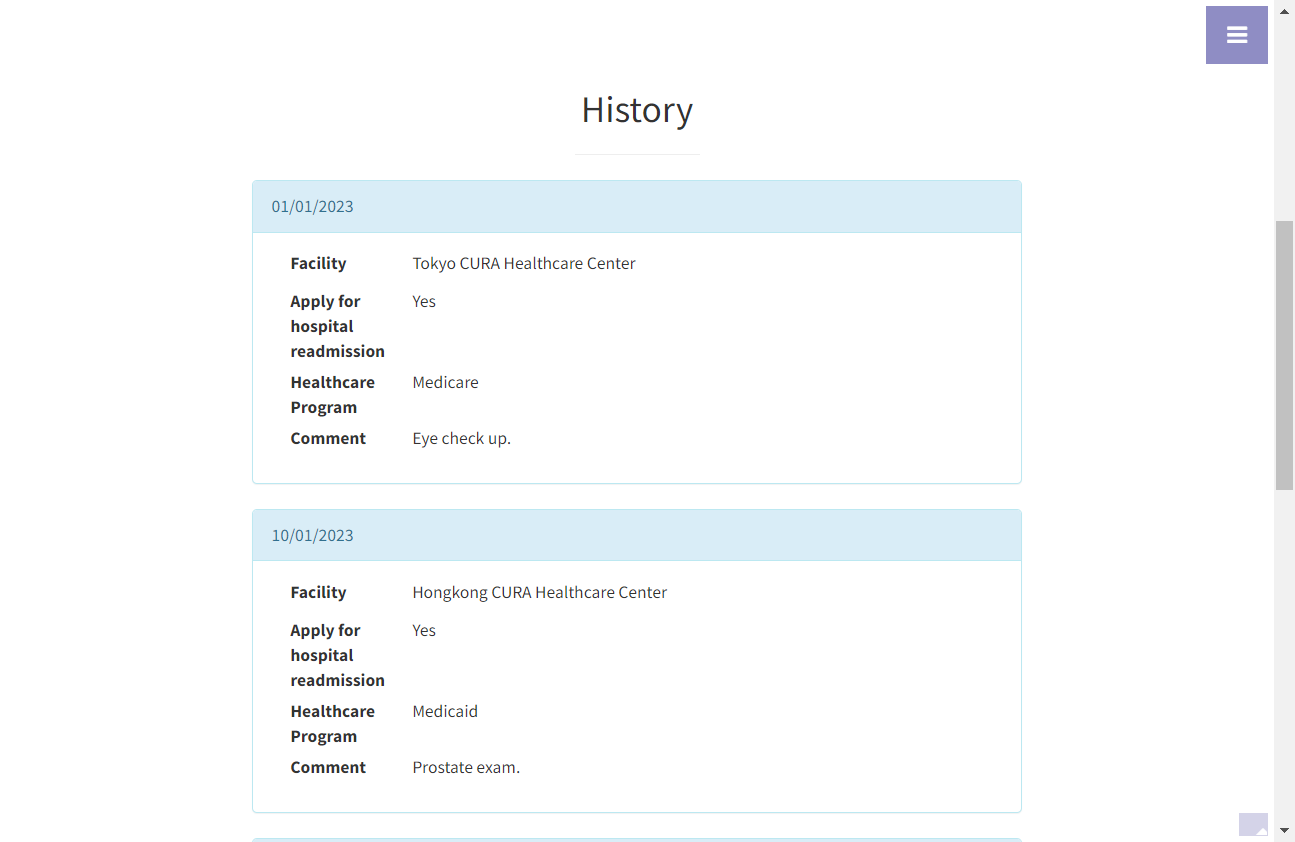 History
01/01/2023
Facility Tokyo CURA Healthcare Center
Apply for Yes
hospital
readmission
Healthcare Medicare
Program
Comment Eye check up.
10/01/2023
Facility Hongkong CURA Healthcare Center
Apply for Yes
hospital
readmission
Healthcare Medicaid
Program
Comment Prostate exam.